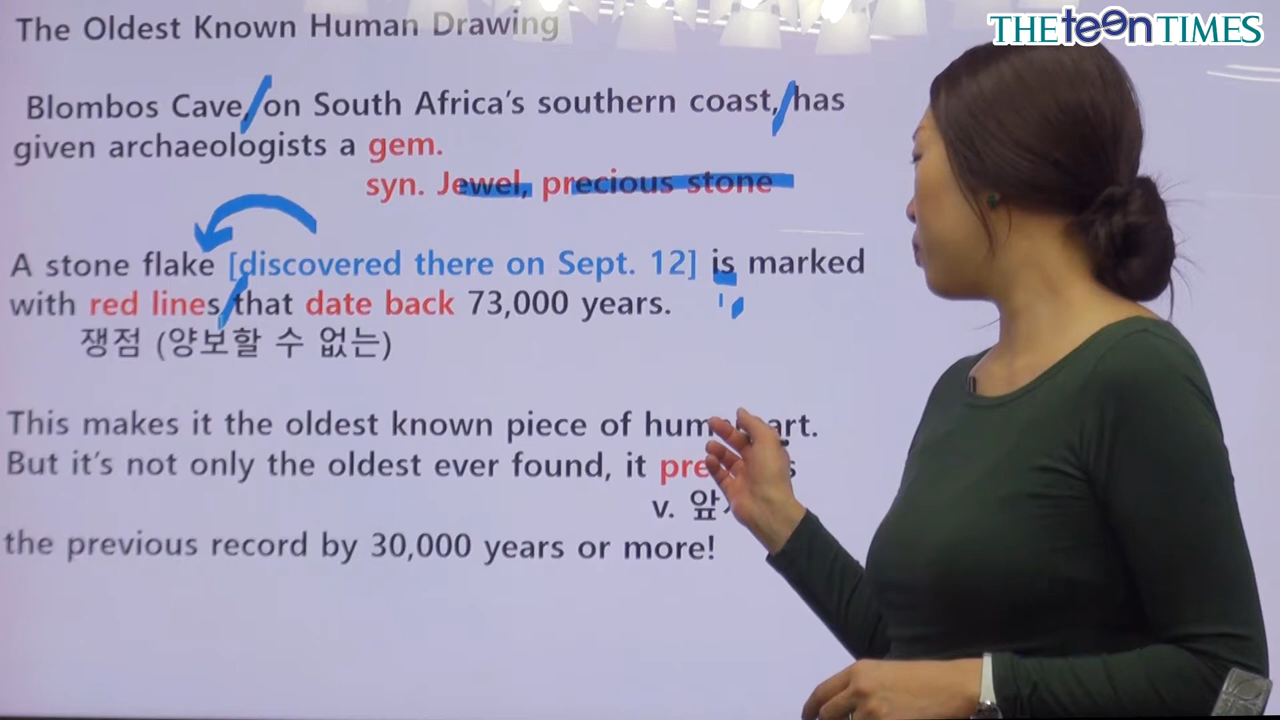 THE teen TIMES
The Oldest Known Human Drawing
Blombos Cave, on South Africa's southern coast, has
given archaeologists a gem.
syn. Jewel, precious stone
A stone flake [discovered there on Sept. 12] is marked
with red lines that date back 73,000 years.
쟁점 (양보할 수 없는)
This makes it the oldest known piece of art.
But it's not only the oldest ever found, it
v.
the previous record by 30,000 years or more!